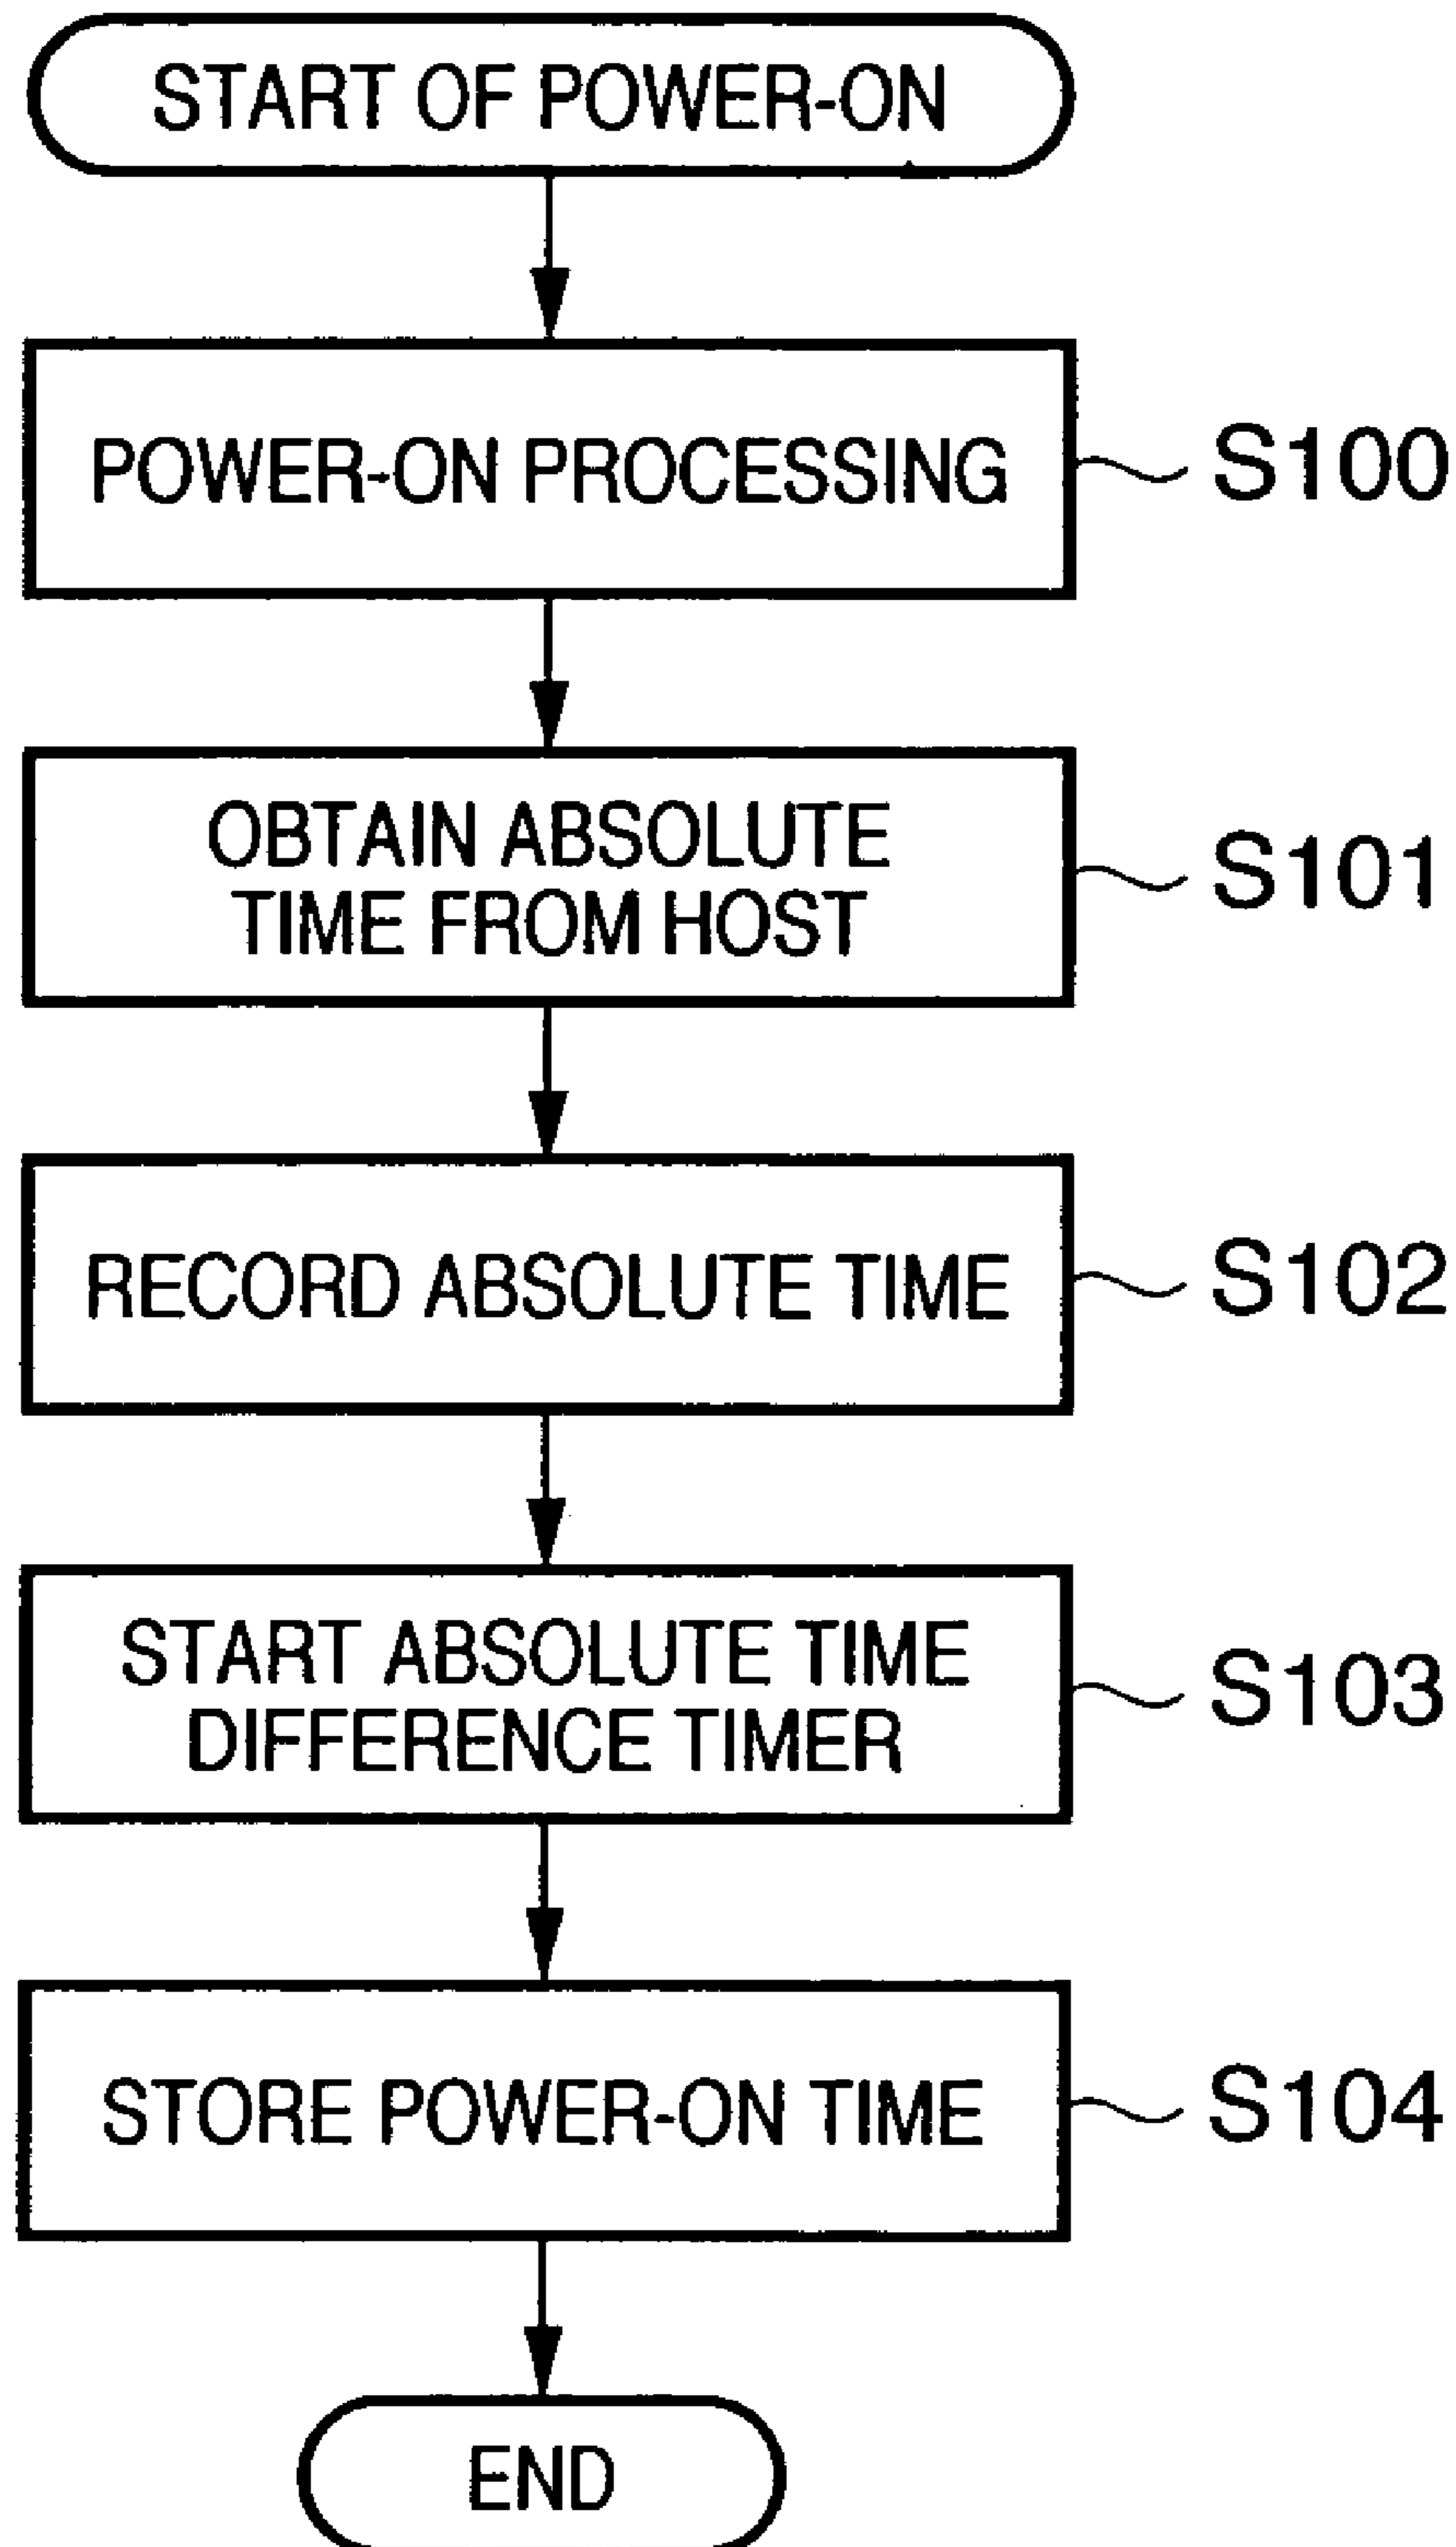 START OF POWER-ON
POWER-ON PROCESSING
S100
OBTAIN ABSOLUTE
TIME FROM HOST
S101
RECORD ABSOLUTE TIME
S102
START ABSOLUTE TIME
DIFFERENCE TIMER
S103
STORE POWER-ON TIME
S104
END